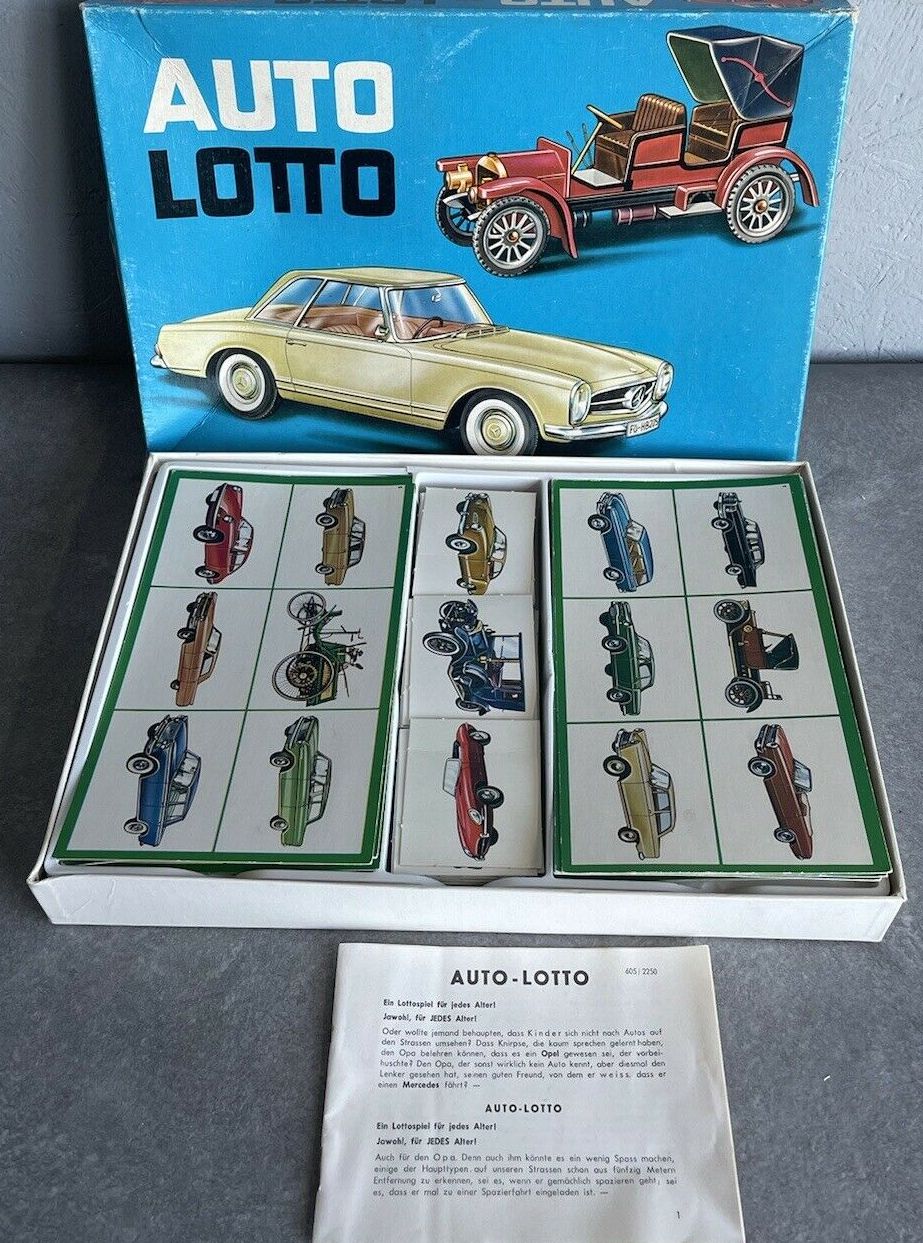 AUTO
LOTTO
FG-HB205
AUTO-LOTTO
605 | 2250
Ein Lottospiel für jedes Alter!
Jawohl, für JEDES Alter!
Oder wollte jemand behaupten, dass Kinder sich nicht nach Autos auf
den Strassen umsehen? Dass Knirpse, die kaum sprechen gelernt haben,
den Opa belehren können, dass es ein Opel gewesen sei, der vorbei-
huschte? Den Opa, der sonst wirklich kein Auto kennt, aber diesmal den
Lenker gesehen hat, seinen guten Freund, von dem er weiss, dass er
einen Mercedes fährt? —
AUTO-LOTTO
Ein Lottospiel für jedes Alter!
Jawohl, für JEDES Alter!
Auch für den Opa. Denn auch ihm könnte es ein wenig Spass machen,
einige der Haupttypen auf unseren Strassen schon aus fünfzig Metern
Entfernung zu erkennen, sei es, wenn er gemächlich spazieren geht; sei
es, dass er mal zu einer Spazierfahrt eingeladen ist. —
1